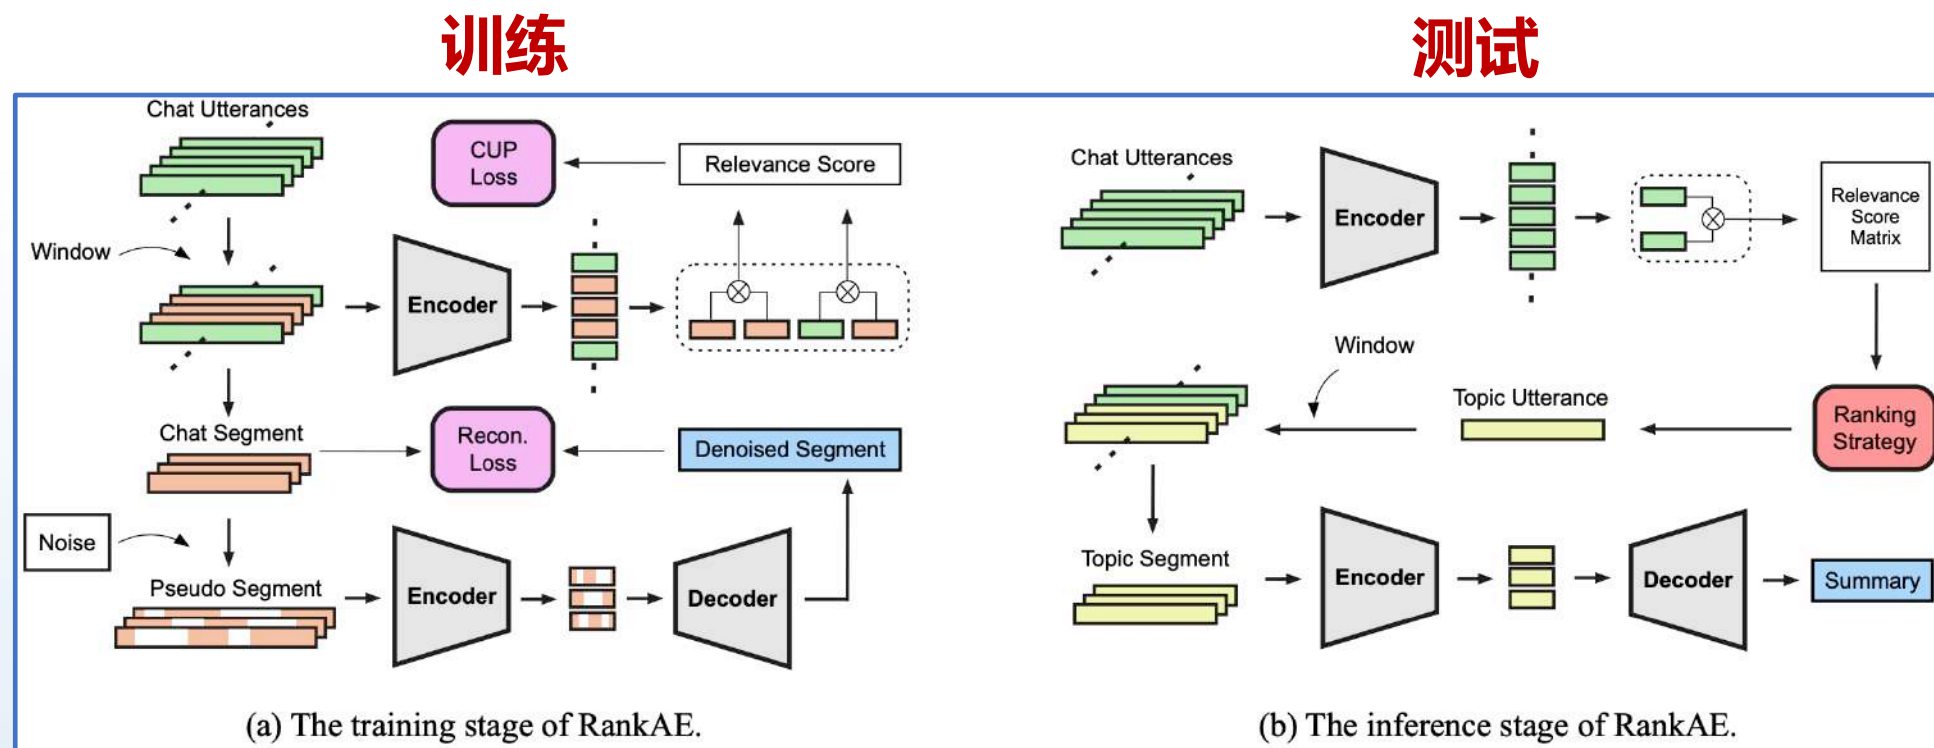 训练
测试
Chat Utterances
CUP
Loss
Relevance Score
Window
Encoder
Chat Segment
Recon.
Loss
Denoised Segment
Noise
Pseudo Segment
Encoder
Decoder
(a) The training stage of RankAE.
Chat Utterances
Encoder
Relevance
Score
Matrix
Window
Topic Utterance
Ranking
Strategy
Topic Segment
Encoder
Decoder
Summary
(b) The inference stage of RankAE.